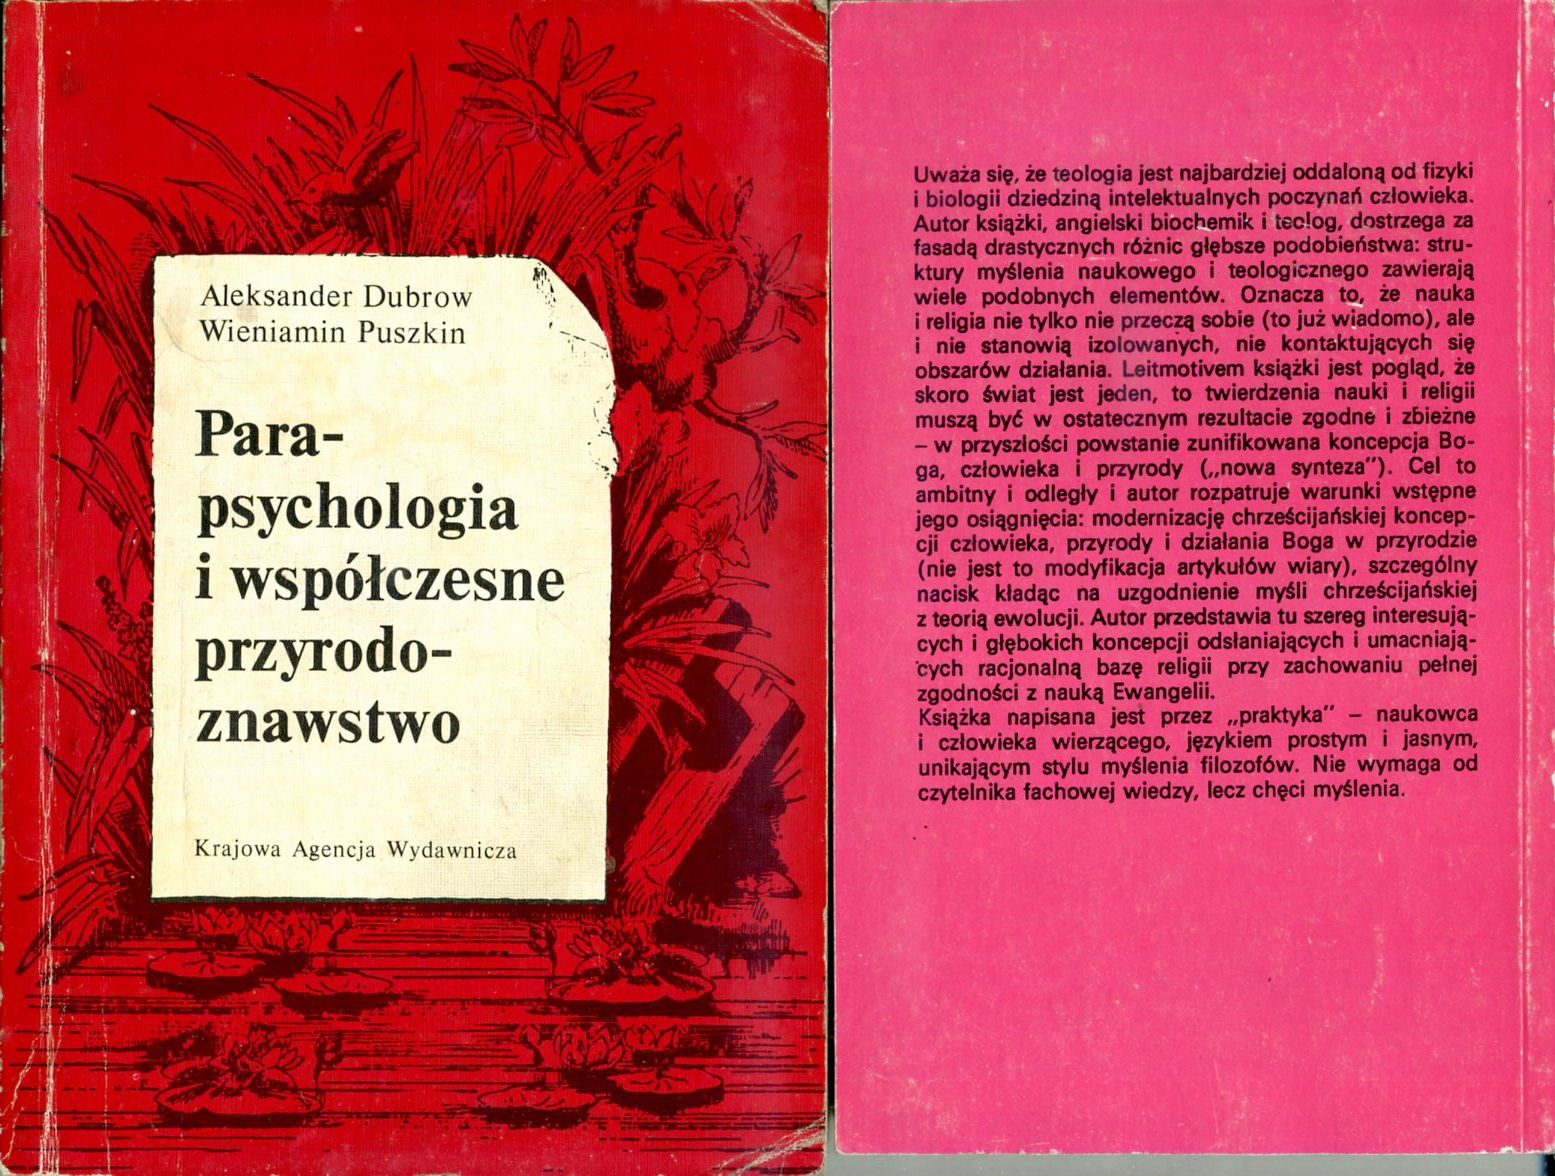 Aleksander Dubrow
Wieniamin Puszkin
Para-
psychologia
i współczesne
przyrodo-
znawstwo
Krajowa Agencja Wydawnicza
Uważa się, że teologia jest najbardziej oddaloną od fizyki
i biologii dziedziną intelektualnych poczynań człowieka.
Autor książki, angielski biochemik i teolog, dostrzega za
fasadą drastycznych różnic głębsze podobieństwa: stru-
ktury myślenia naukowego i teologicznego zawierają
wiele podobnych elementów. Oznacza to, że nauka
i religia nie tylko nie przeczą sobie (to już wiadomo), ale
i nie stanowią izolowanych, nie kontaktujących się
obszarów działania. Leitmotivem książki jest pogląd, że
skoro świat jest jeden, to twierdzenia nauki i religii
muszą być w ostatecznym rezultacie zgodne i zbieżne
– w przyszłości powstanie zunifikowana koncepcja Bo-
ga, człowieka i przyrody („nowa synteza"). Cel to
ambitny i odległy i autor rozpatruje warunki wstępne
jego osiągnięcia: modernizację chrześcijańskiej koncep-
cji człowieka, przyrody i działania Boga w przyrodzie
(nie jest to modyfikacja artykułów wiary), szczególny
nacisk kładąc na uzgodnienie myśli chrześcijańskiej
z teorią ewolucji. Autor przedstawia tu szereg interesują-
cych i głębokich koncepcji odsłaniających i umacniają-
cych racjonalną bazę religii przy zachowaniu pełnej
zgodności z nauką Ewangelii.
Książka napisana jest przez „praktyka" – naukowca
i człowieka wierzącego, językiem prostym i jasnym,
unikającym stylu myślenia filozofów. Nie wymaga od
czytelnika fachowej wiedzy, lecz chęci myślenia.